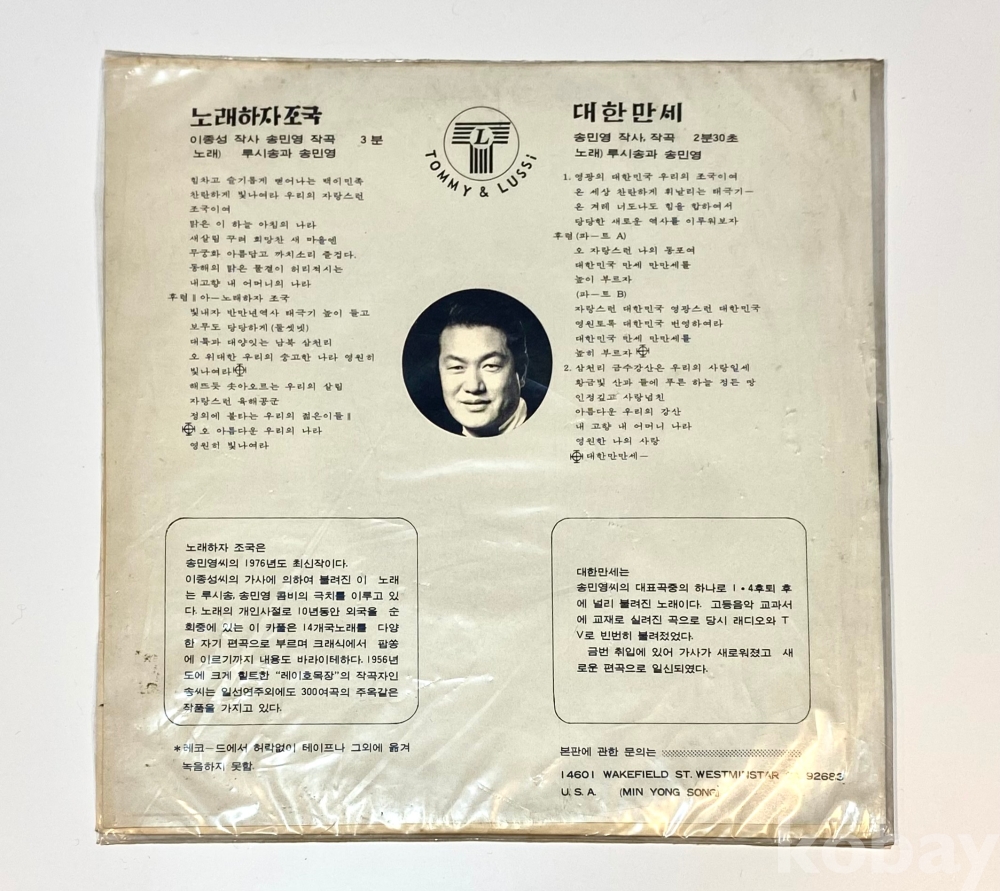 노래하자 조국
이종성 작사 송민영 작곡 3분
노래) 루시송과 송민영
힘차고 슬기롭게 뻗어나는 백이민족
찬란하게 빛나여라 우리의 자랑스런
조국이여
맑은 이 하늘 아침의 나라
새살림 꾸려 희망찬 새 마을엔
무궁화 아름답고 까치소리 즐겁다.
동해의 맑은 물결이 허리적시는
내고향 내 어머니의 나라
후렴 ‖ 아ー노래하자 조국
빛내자 만만년역사 태극기 높이 들고
보무도 당당하게 (둘셋넷)
대륙과 대양잇는 남북 삼천리
오 위대한 우리의 숭고한 나라 영원히
빛나여라
해뜨듯 솟아오르는 우리의 살림
자랑스런 육해공군
정의에 불타는 우리의 젊은이들 ‖
오 아름다운 우리의 나라
영원히 빛나여라
L
TOMMY & LUSSi
대한만세
송민영 작사, 작곡 2분30초
노래) 루시송과 송민영
1. 영광의 대한민국 우리의 조국이여
온 세상 찬란하게 휘날리는 태극기ー
온 겨레 너도나도 힘을 합하여서
당당한 새로운 역사를 이루워보자
후렴 (파ー트 A)
오 자랑스런 나의 동포여
대한민국 만세 만만세를
높이 부르자
(파ー트 B)
자랑스런 대한민국 영광스런 대한민국
영원토록 대한민국 번영하여라
대한민국 만세 만만세를
높히 부르자
2. 삼천리 금수강산은 우리의 사랑일세
황금빛 산과 들에 푸른 하늘 정든 땅
인정깊고 사랑넘친
아름다운 우리의 강산
내 고향 내 어머니 나라
영원한 나의 사랑
대한만만세ー
노래하자 조국은
송민영씨의 1976년도 최신작이다.
이종성씨의 가사에 의하여 불려진 이 노래
는 루시송, 송민영 콤비의 극치를 이루고 있
다. 노래의 개인사절로 10년동안 외국을 순
회중에 있는 이 카플은 14개국노래를 다양
한 자기 편곡으로 부르며 크래식에서 팝쏭
에 이르기까지 내용도 바라이테하다. 1956년
도에 크게 힐트한 "레이호목장"의 작곡자인
송씨는 일선연주외에도 300여곡의 주옥같은
작품을 가지고 있다.
*레코ー드에서 허락없이 테이프나 그외에 옮겨
녹음하지 못함.
대한만세는
송민영씨의 대표곡중의 하나로 1•4후퇴 후
에 널리 불려진 노래이다. 고등음악 교과서
에 교재로 실려진 곡으로 당시 래디오와 T
V로 빈번히 불려졌었다.
금번 취입에 있어 가사가 새로워졌고 새
로운 편곡으로 일신되였다.
본판에 관한 문의는
14601 WAKEFIELD ST. WESTMINSTAR 92683
U. S. A. (MIN YONG SONG)
kobay